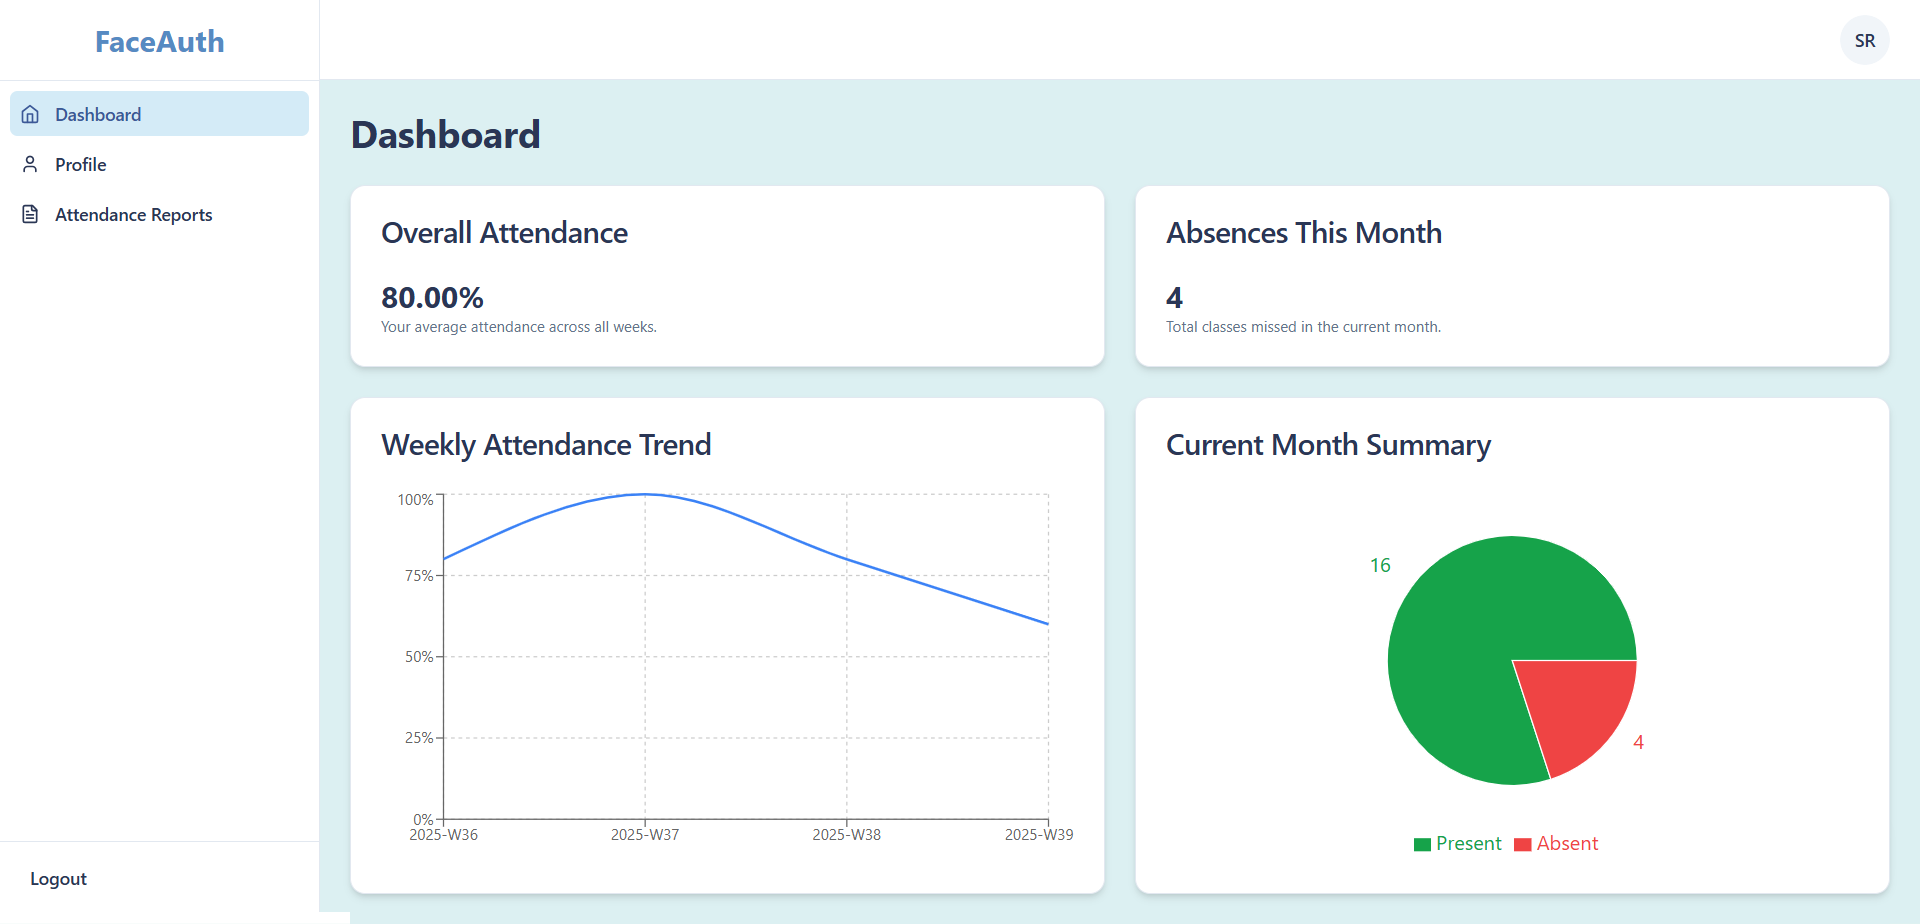 FaceAuth
SR
Dashboard
Profile
Attendance Reports
Logout
Dashboard
Overall Attendance
80.00%
Your average attendance across all weeks.
Absences This Month
4
Total classes missed in the current month.
Weekly Attendance Trend
100%
75%
50%
25%
0%
2025-W36 2025-W37 2025-W38 2025-W39
Current Month Summary
16
4
Present Absent